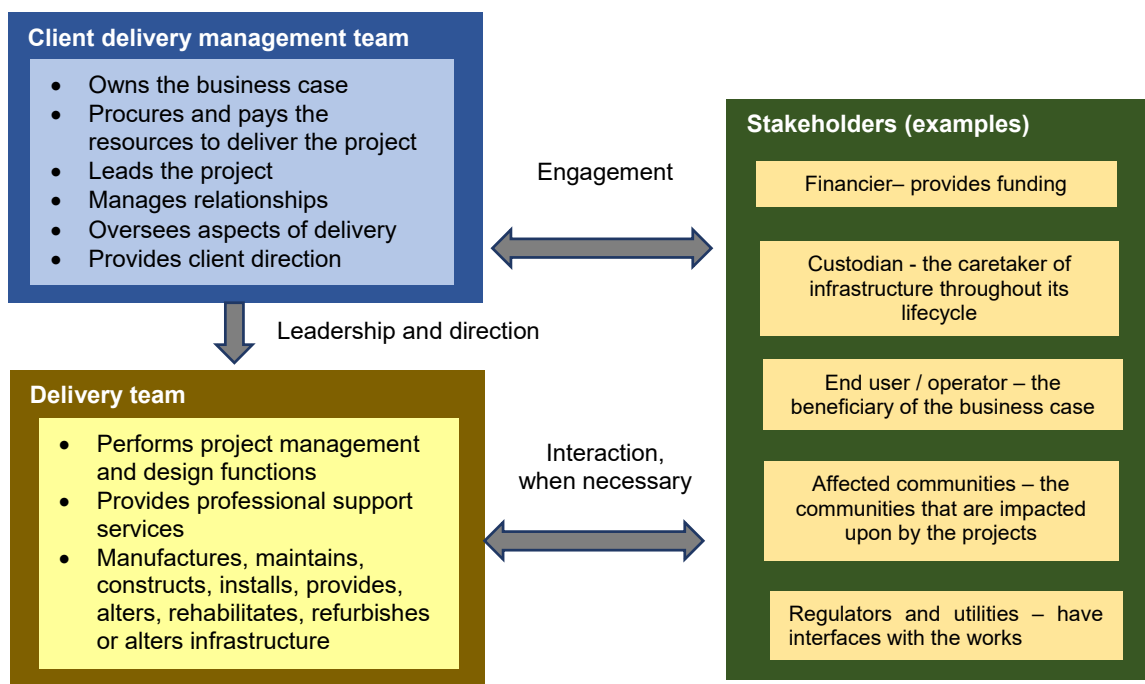 Client delivery management team
• Owns the business case
• Procures and pays the
resources to deliver the project
• Leads the project
• Manages relationships
• Oversees aspects of delivery
• Provides client direction
Leadership and direction
Delivery team
• Performs project management
and design functions
• Provides professional support
services
• Manufactures, maintains,
constructs, installs, provides,
alters, rehabilitates, refurbishes
or alters infrastructure
Engagement
Interaction,
when necessary
Stakeholders (examples)
Financier– provides funding
Custodian - the caretaker of
infrastructure throughout its
lifecycle
End user / operator – the
beneficiary of the business case
Affected communities – the
communities that are impacted
upon by the projects
Regulators and utilities – have
interfaces with the works